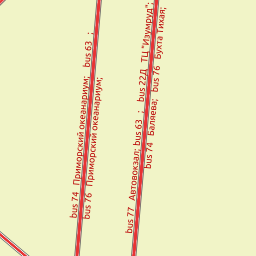 bus 74   Приморский океанариум;   bus 63   ;
bus 76   Приморский океанариум;
bus 77   Автовокзал; bus 63   ;   bus 22Д   ТЦ "Изумруд";
bus 74   Баляева;   bus 76   Бухта Тихая;